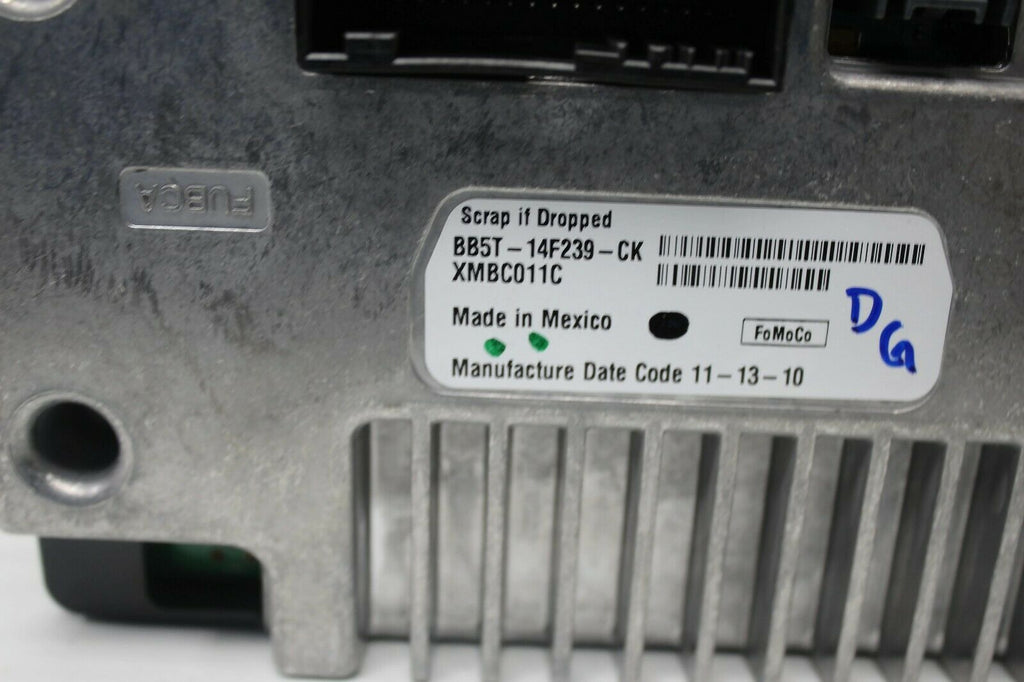 FUBCA
Scrap if Dropped
BB5T-14F239-CK
XMBC011C
Made in Mexico
FoMoCo
DG
Manufacture Date Code 11-13-10